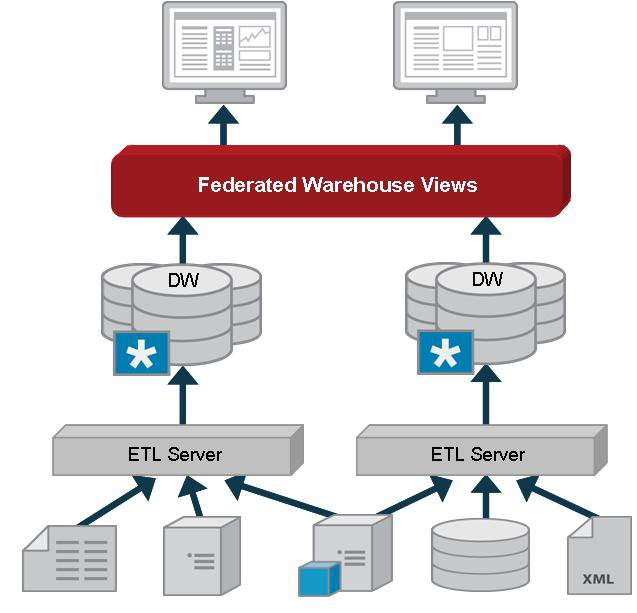 Federated Warehouse Views
DW
DW
ETL Server
ETL Server
XML